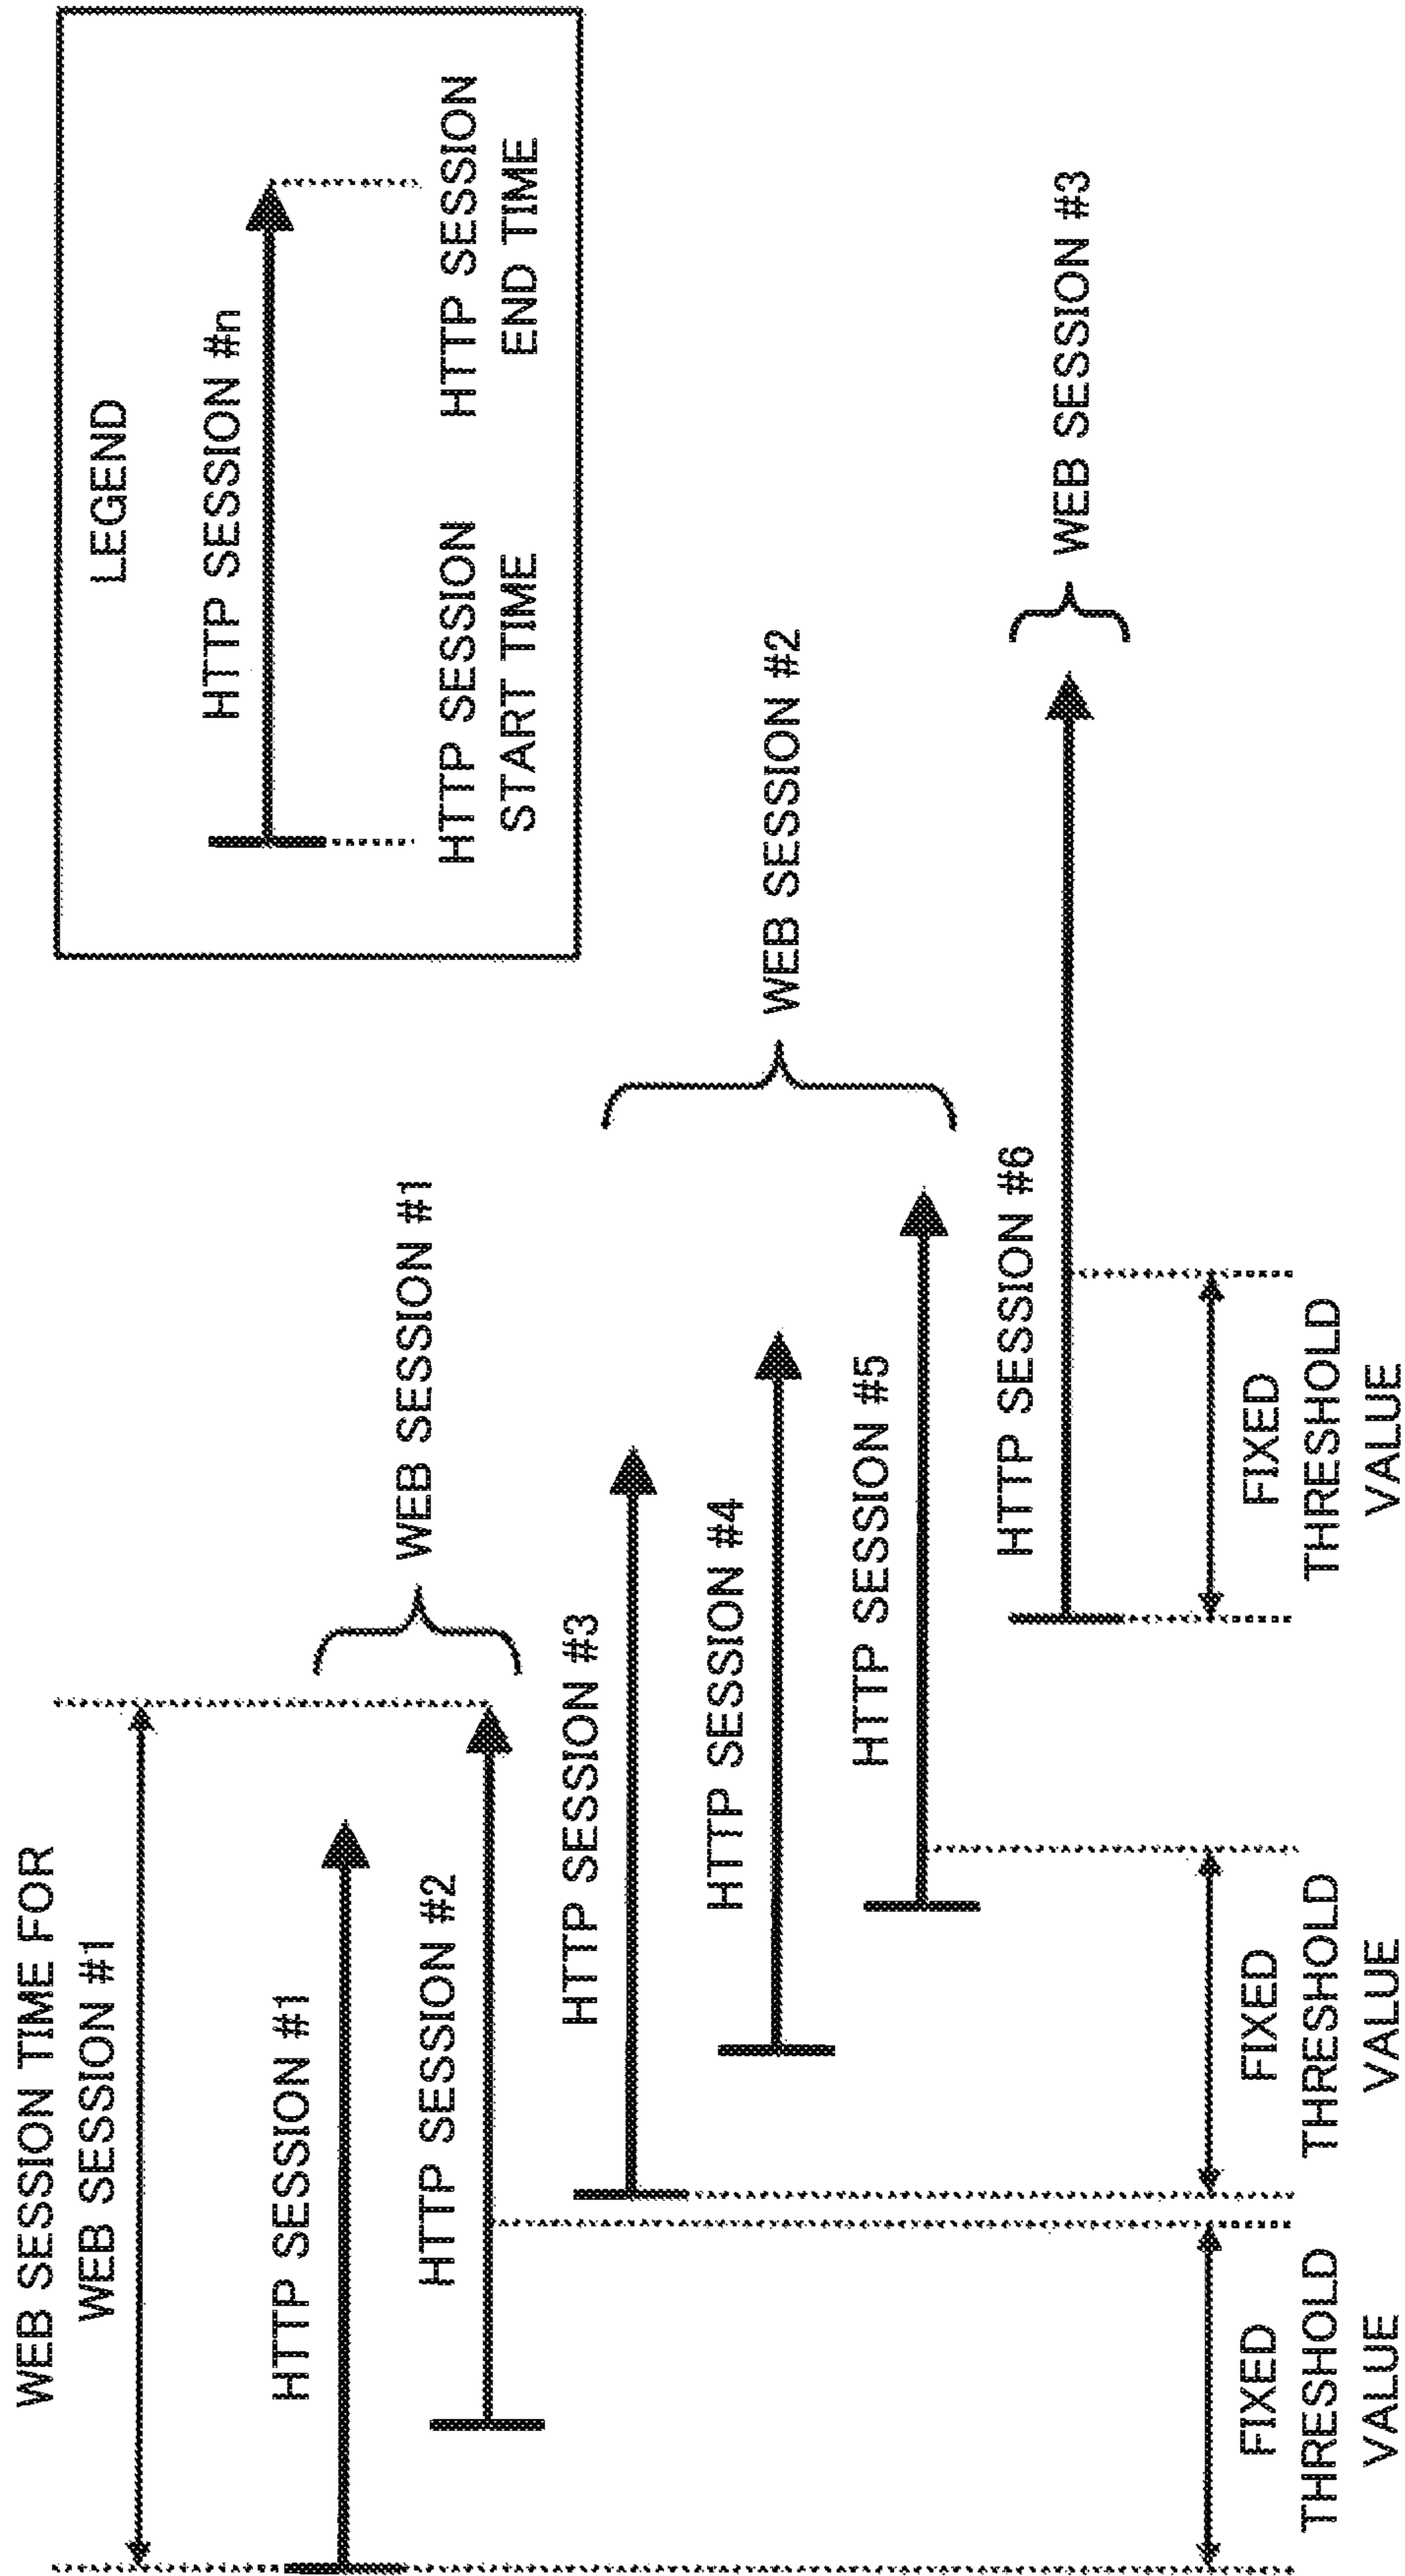 WEB SESSION TIME FOR
WEB SESSION #1
HTTP SESSION #1
HTTP SESSION #2
WEB SESSION #1
HTTP SESSION #3
HTTP SESSION #4
HTTP SESSION #5
WEB SESSION #2
HTTP SESSION #6
WEB SESSION #3
FIXED
THRESHOLD
VALUE
FIXED
THRESHOLD
VALUE
FIXED
THRESHOLD
VALUE
LEGEND
HTTP SESSION #n
HTTP SESSION
START TIME
HTTP SESSION
END TIME